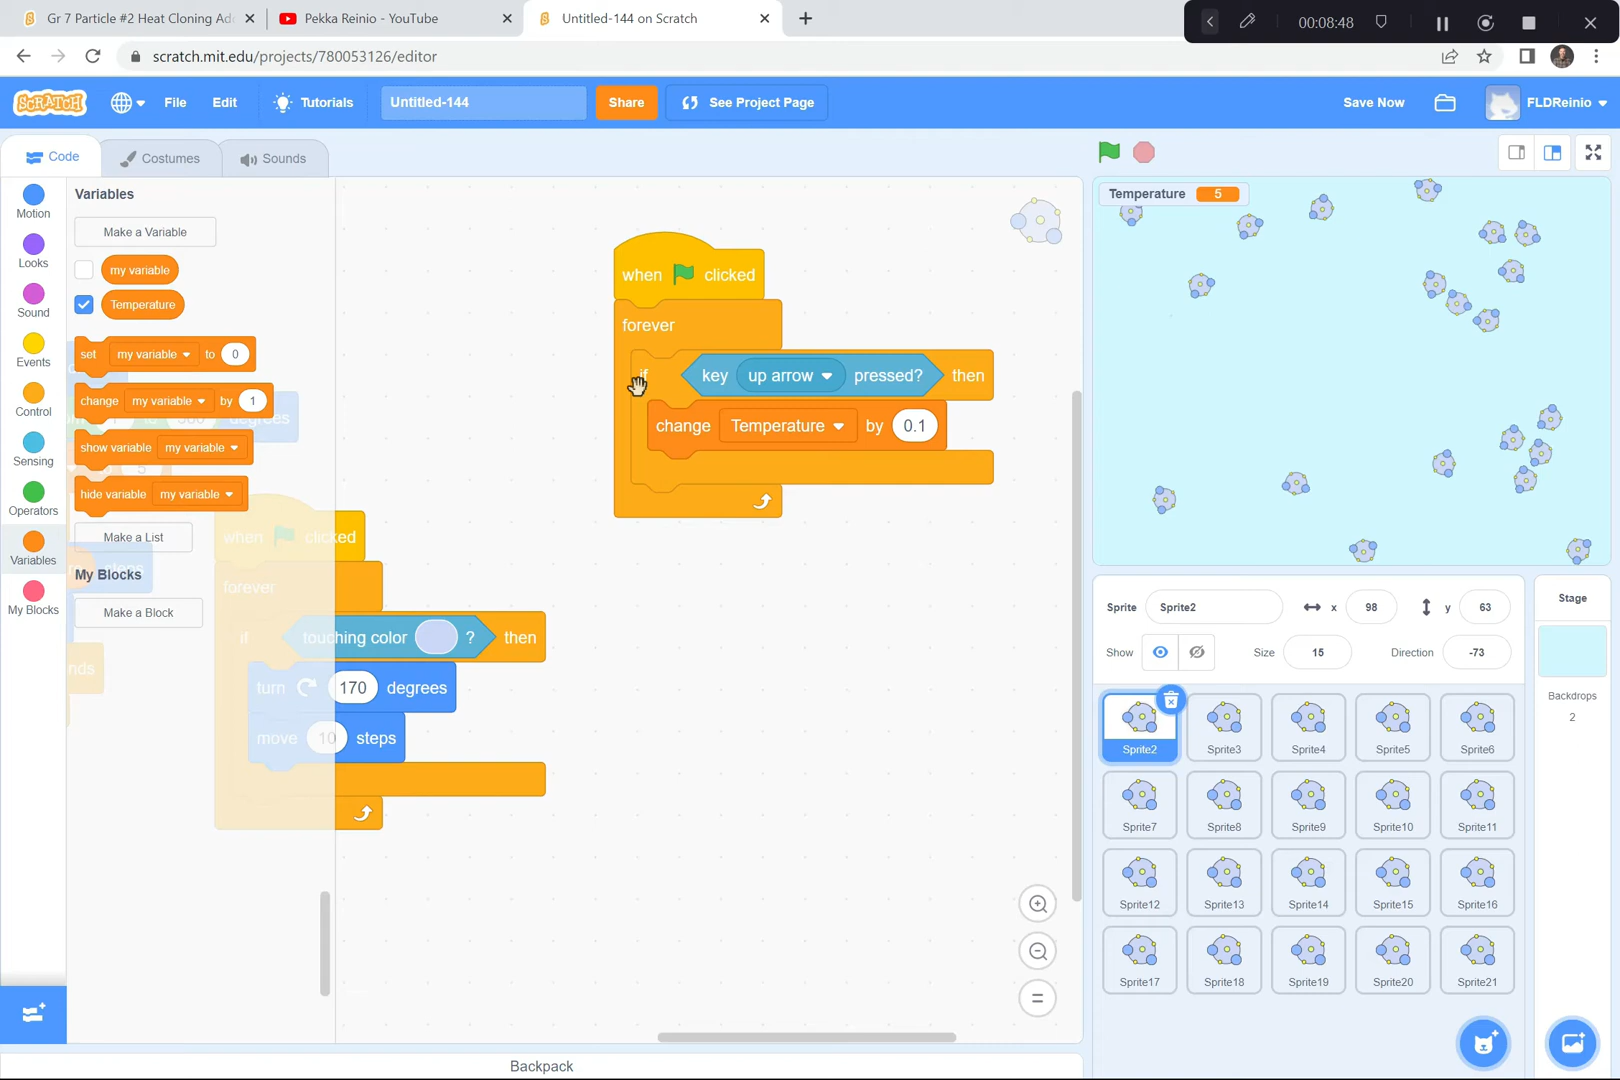 Gr 7 Particle #2 Heat Cloning Ad
Pekka Reinio - YouTube
Untitled-144 on Scratch
00:08:48
scratch.mit.edu/projects/780053126/editor
SCRATCH
File
Edit
Tutorials
Untitled-144
Share
See Project Page
Save Now
FLDReinio
Code
Costumes
Sounds
Motion
Looks
Sound
Events
Control
Sensing
Operators
Variables
My Blocks
Variables
Make a Variable
my variable
Temperature
set my variable to 0
change my variable by 1
show variable my variable
hide variable my variable
Make a List
My Blocks
Make a Block
degrees
5
steps
nds
when clicked
forever
if key up arrow pressed? then
change Temperature by 0.1
when clicked
forever
if touching color ? then
turn 170 degrees
move 10 steps
Backpack
Temperature 5
Sprite Sprite2 x 98 y 63
Show Size 15 Direction -73
Stage
Backdrops
2
Sprite2
Sprite3
Sprite4
Sprite5
Sprite6
Sprite7
Sprite8
Sprite9
Sprite10
Sprite11
Sprite12
Sprite13
Sprite14
Sprite15
Sprite16
Sprite17
Sprite18
Sprite19
Sprite20
Sprite21